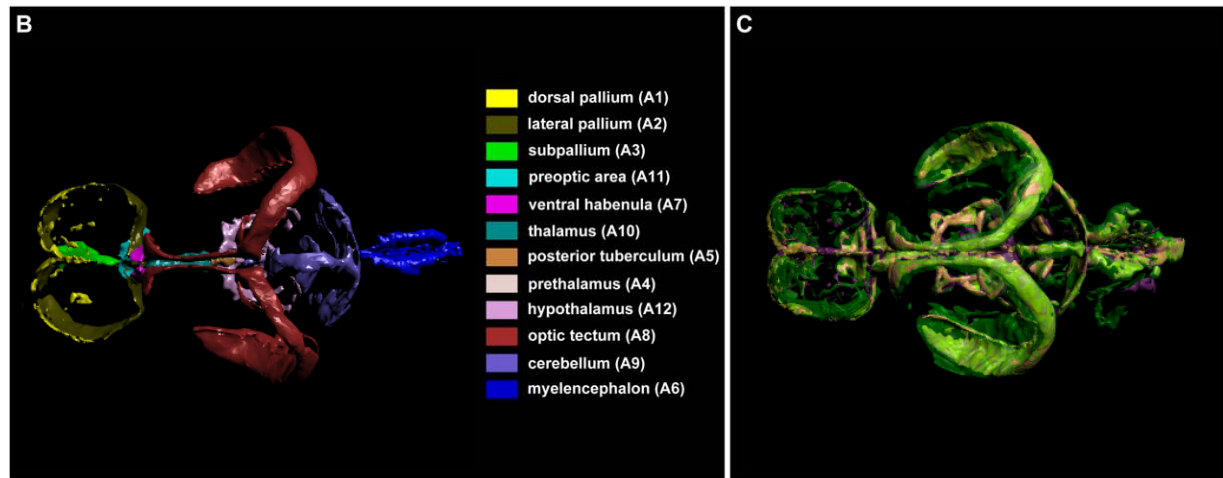 B
dorsal pallium (A1)
lateral pallium (A2)
subpallium (A3)
preoptic area (A11)
ventral habenula (A7)
thalamus (A10)
posterior tuberculum (A5)
prethalamus (A4)
hypothalamus (A12)
optic tectum (A8)
cerebellum (A9)
myelencephalon (A6)
C